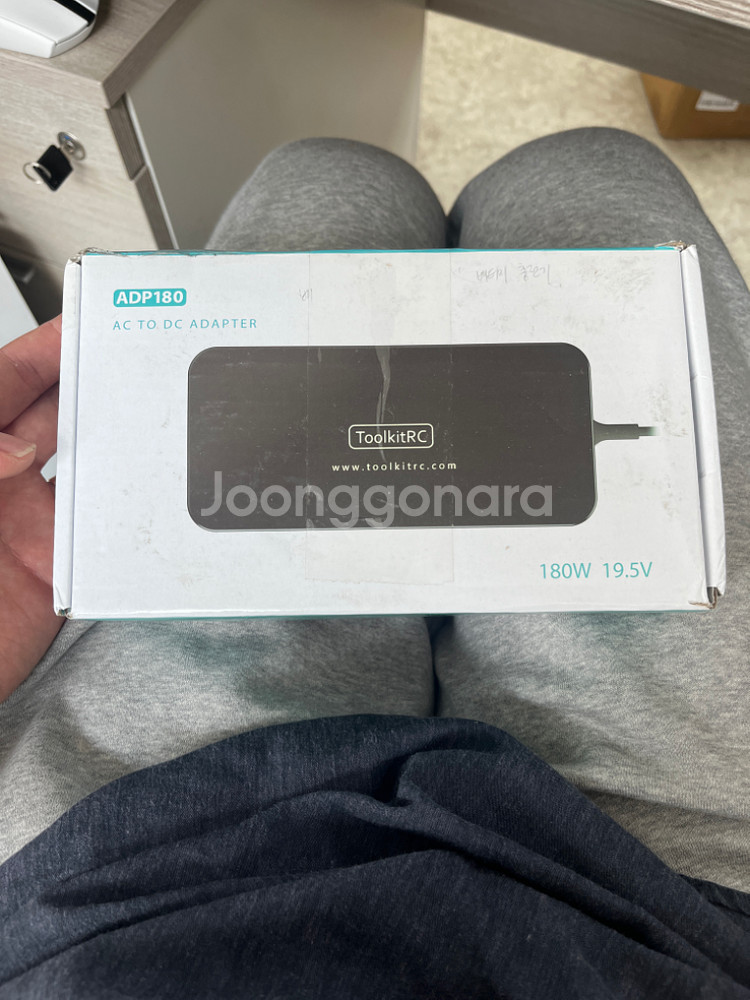 ADP180
AC TO DC ADAPTER
ToolkitRC
www.toolkitrc.com
Joonggonara
180W 19.5V